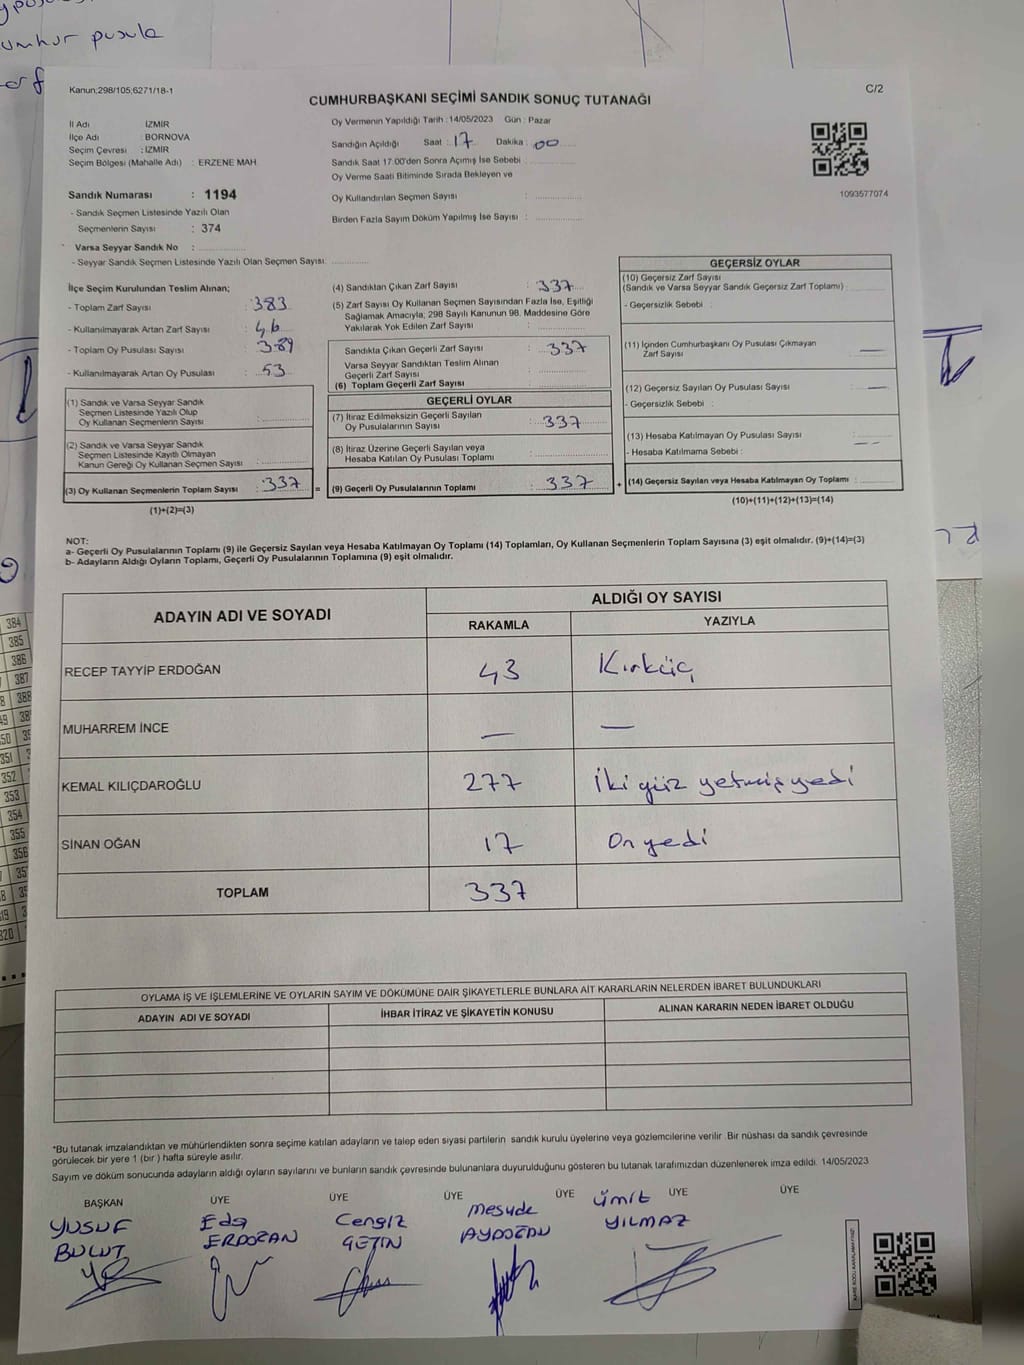 umhur pusula
Kanun;298/105;6271/18-1
C/2
CUMHURBAŞKANI SEÇİMİ SANDIK SONUÇ TUTANAĞI
İl Adı İZMİR
İlçe Adı : BORNOVA
Seçim Çevresi : İZMİR
Seçim Bölgesi (Mahalle Adı) : ERZENE MAH.
Oy Vermenin Yapıldığı Tarih :14/05/2023 Gün : Pazar
Sandığın Açıldığı Saat : 17 Dakika : 00
Sandık Saat 17:00'den Sonra Açımış İse Sebebi :
Oy Verme Saati Bitiminde Sırada Bekleyen ve
Oy Kullandırılan Seçmen Sayısı :
Birden Fazla Sayım Döküm Yapılmış İse Sayısı :
1093577074
Sandık Numarası : 1194
- Sandık Seçmen Listesinde Yazılı Olan
Seçmenlerin Sayısı : 374
Varsa Seyyar Sandık No :
- Seyyar Sandık Seçmen Listesinde Yazılı Olan Seçmen Sayısı:
İlçe Seçim Kurulundan Teslim Alınan;
- Toplam Zarf Sayısı : 383
- Kullanılmayarak Artan Zarf Sayısı : 46
- Toplam Oy Pusulası Sayısı : 389
- Kullanılmayarak Artan Oy Pusulası : 53
(1) Sandık ve Varsa Seyyar Sandık
Seçmen Listesinde Yazılı Olup
Oy Kullanan Seçmenlerin Sayısı :
(2) Sandık ve Varsa Seyyar Sandık
Seçmen Listesinde Kayıtlı Olmayan
Kanun Gereği Oy Kullanan Seçmen Sayısı :
(3) Oy Kullanan Seçmenlerin Toplam Sayısı : 337 =
(1)+(2)=(3)
(4) Sandıktan Çıkan Zarf Sayısı : 337
(5) Zarf Sayısı Oy Kullanan Seçmen Sayısından Fazla İse, Eşitliği
Sağlamak Amacıyla; 298 Sayılı Kanunun 98. Maddesine Göre
Yakılarak Yok Edilen Zarf Sayısı :
Sandıkta Çıkan Geçerli Zarf Sayısı : 337
Varsa Seyyar Sandıktan Teslim Alınan
Geçerli Zarf Sayısı :
(6) Toplam Geçerli Zarf Sayısı :
GEÇERLİ OYLAR
(7) İtiraz Edilmeksizin Geçerli Sayılan
Oy Pusulalarının Sayısı : 337
(8) İtiraz Üzerine Geçerli Sayılan veya
Hesaba Katılan Oy Pusulası Toplamı :
(9) Geçerli Oy Pusulalarının Toplamı : 337 +
GEÇERSİZ OYLAR
(10) Geçersiz Zarf Sayısı
(Sandık ve Varsa Seyyar Sandık Geçersiz Zarf Toplamı) :
- Geçersizlik Sebebi :
(11) İçinden Cumhurbaşkanı Oy Pusulası Çıkmayan
Zarf Sayısı : —
(12) Geçersiz Sayılan Oy Pusulası Sayısı : —
- Geçersizlik Sebebi :
(13) Hesaba Katılmayan Oy Pusulası Sayısı :
- Hesaba Katılmama Sebebi :
(14) Geçersiz Sayılan veya Hesaba Katılmayan Oy Toplamı :
(10)+(11)+(12)+(13)=(14)
NOT:
a- Geçerli Oy Pusulalarının Toplamı (9) ile Geçersiz Sayılan veya Hesaba Katılmayan Oy Toplamı (14) Toplamları, Oy Kullanan Seçmenlerin Toplam Sayısına (3) eşit olmalıdır. (9)+(14)=(3)
b- Adayların Aldığı Oyların Toplamı, Geçerli Oy Pusulalarının Toplamına (9) eşit olmalıdır.
ADAYIN ADI VE SOYADI ALDIĞI OY SAYISI
RAKAMLA YAZIYLA
RECEP TAYYİP ERDOĞAN 43 Kırküç
MUHARREM İNCE — —
KEMAL KILIÇDAROĞLU 277 İki yüz yetmiş yedi
SİNAN OĞAN 17 On yedi
TOPLAM 337
OYLAMA İŞ VE İŞLEMLERİNE VE OYLARIN SAYIM VE DÖKÜMÜNE DAİR ŞİKAYETLERLE BUNLARA AİT KARARLARIN NELERDEN İBARET BULUNDUKLARI
ADAYIN ADI VE SOYADI İHBAR İTİRAZ VE ŞİKAYETİN KONUSU ALINAN KARARIN NEDEN İBARET OLDUĞU
*Bu tutanak imzalandıktan ve mühürlendikten sonra seçime katılan adayların ve talep eden siyasi partilerin sandık kurulu üyelerine veya gözlemcilerine verilir. Bir nüshası da sandık çevresinde
görülecek bir yere 1 (bir ) hafta süreyle asılır.
Sayım ve döküm sonucunda adayların aldığı oyların sayılarını ve bunların sandık çevresinde bulunanlara duyurulduğunu gösteren bu tutanak tarafımızdan düzenlenerek imza edildi. 14/05/2023
BAŞKAN ÜYE ÜYE ÜYE ÜYE ÜYE ÜYE
YUSUF Eda Cengiz Mesude Ümit
BULUT ERDOĞAN ÇETİN AYDOĞDU YILMAZ
384
385
386
387
388
352
353
354
355
356